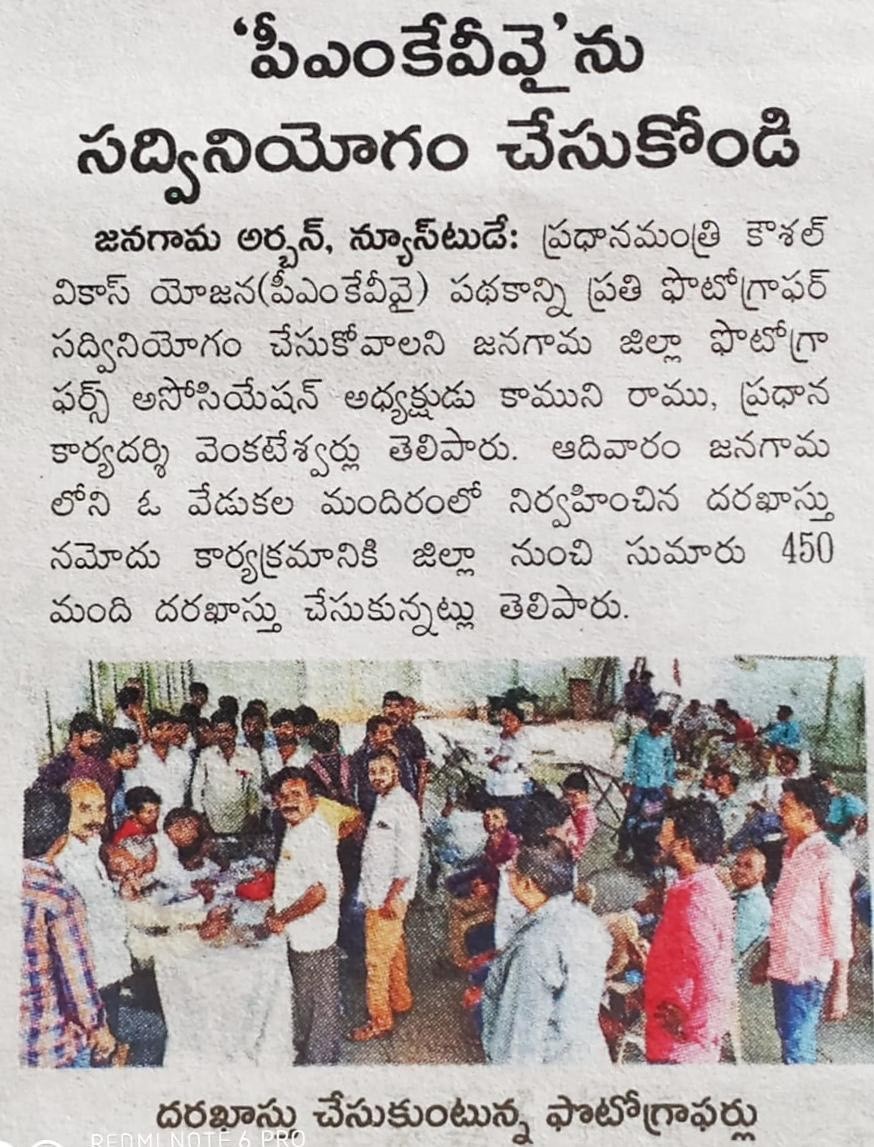 ‘పీఎంకేవీవై’ను
సద్వినియోగం చేసుకోండి
జనగామ అర్బన్, న్యూస్‌టుడే: ప్రధానమంత్రి కౌశల్
వికాస్ యోజన(పీఎంకేవీవై) పథకాన్ని ప్రతి ఫొటోగ్రాఫర్
సద్వినియోగం చేసుకోవాలని జనగామ జిల్లా ఫొటోగ్రా
ఫర్స్ అసోసియేషన్ అధ్యక్షుడు కాముని రాము, ప్రధాన
కార్యదర్శి వెంకటేశ్వర్లు తెలిపారు. ఆదివారం జనగామ
లోని ఓ వేడుకల మందిరంలో నిర్వహించిన దరఖాస్తు
నమోదు కార్యక్రమానికి జిల్లా నుంచి సుమారు 450
మంది దరఖాస్తు చేసుకున్నట్లు తెలిపారు.
దరఖాస్తు చేసుకుంటున్న ఫొటోగ్రాఫర్లు
REDMI NOTE 6 PRO